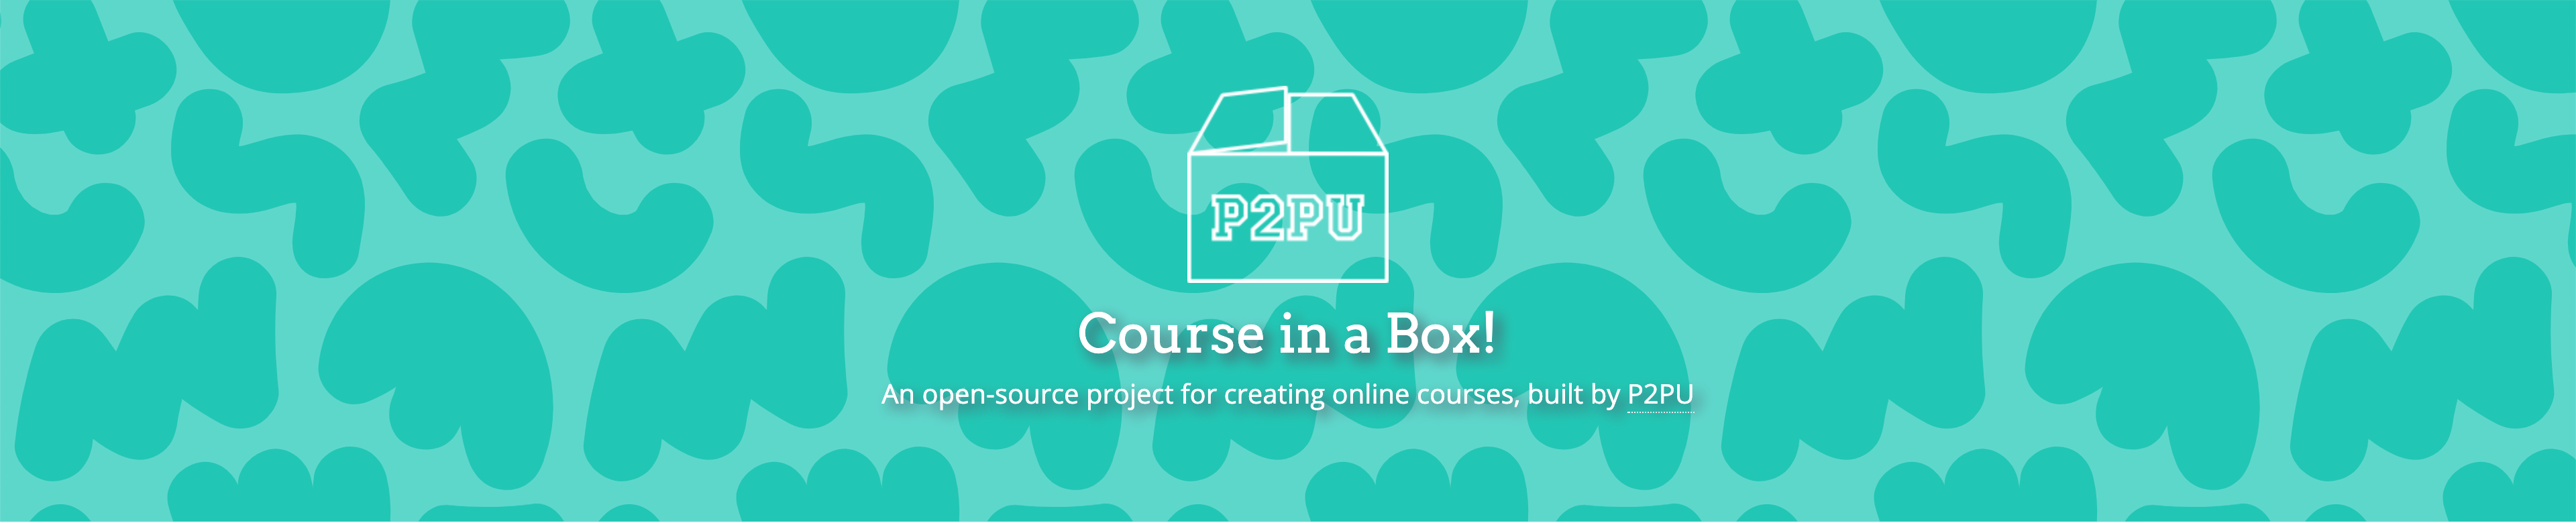 P2PU
Course in a Box!
An open-source project for creating online courses, built by P2PU